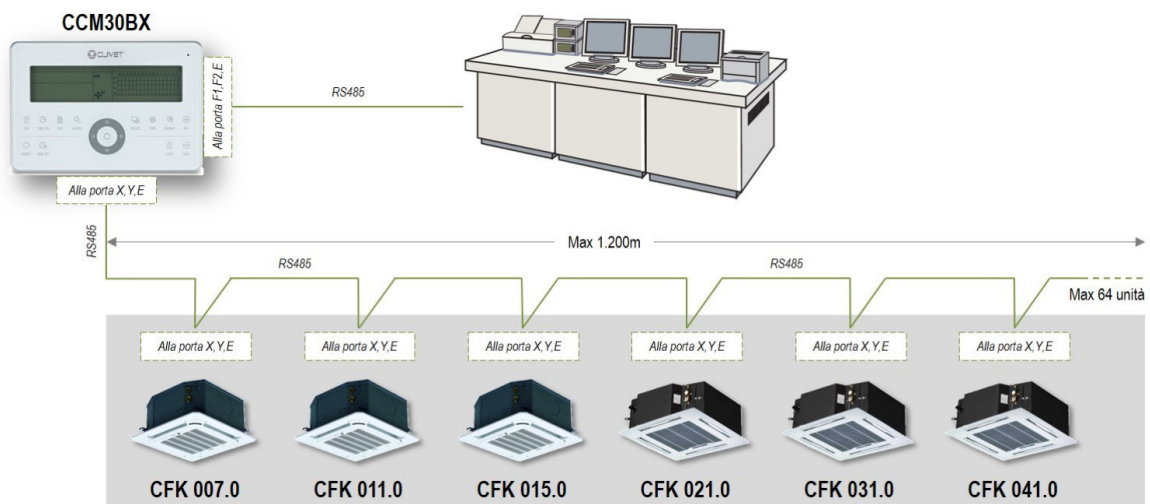 CCM30BX
CLIVET
Alla porta F1,F2,E
RS485
Alla porta X,Y,E
RS485
Max 1.200m
RS485
RS485
Max 64 unità
Alla porta X,Y,E
Alla porta X,Y,E
Alla porta X,Y,E
Alla porta X,Y,E
Alla porta X,Y,E
Alla porta X,Y,E
CFK 007.0
CFK 011.0
CFK 015.0
CFK 021.0
CFK 031.0
CFK 041.0